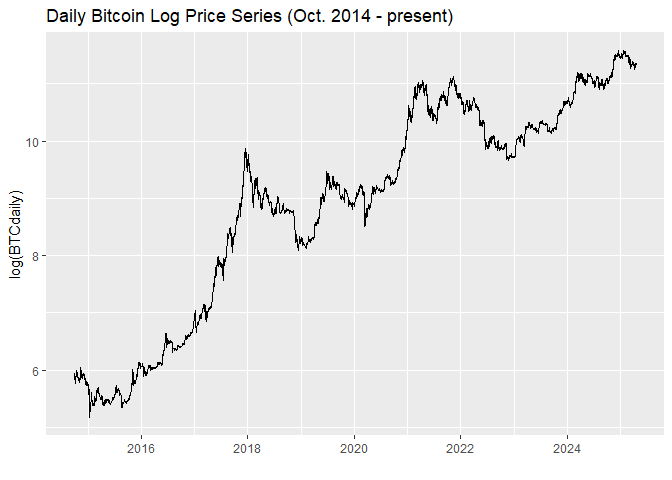 Daily Bitcoin Log Price Series (Oct. 2014 - present)
log(BTCdaily)
10
8
6
2016 2018 2020 2022 2024